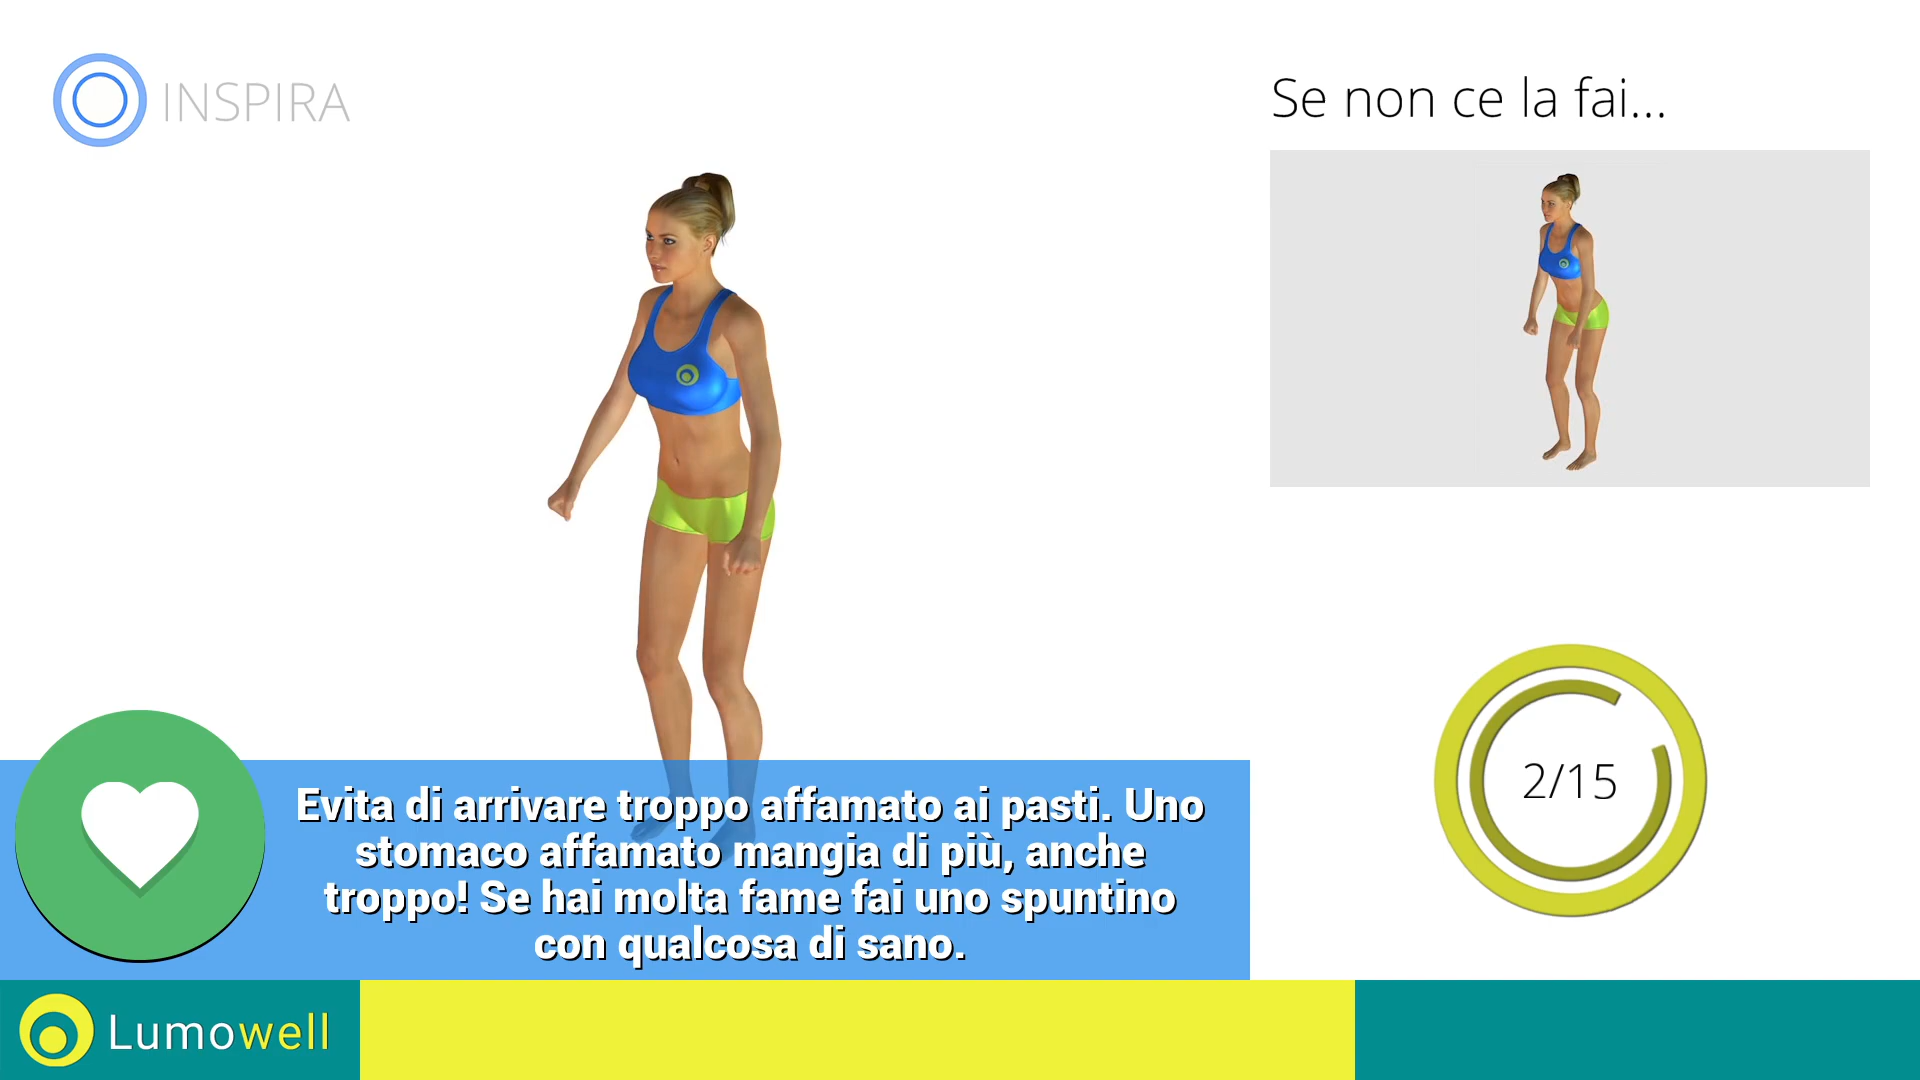 INSPIRA
Se non ce la fai...
2/15
Evita di arrivare troppo affamato ai pasti. Uno
stomaco affamato mangia di più, anche
troppo! Se hai molta fame fai uno spuntino
con qualcosa di sano.
Lumowell